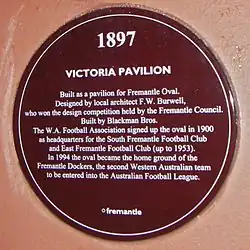 1897
VICTORIA PAVILION
Built as a pavilion for Fremantle Oval.
Designed by local architect F.W. Burwell,
who won the design competition held by the Fremantle Council.
Built by Blackman Bros.
The W.A. Football Association signed up the oval in 1900
as headquarters for the South Fremantle Football Club
and East Fremantle Football Club (up to 1953).
In 1994 the oval became the home ground of the
Fremantle Dockers, the second Western Australian team
to be entered into the Australian Football League.
fremantle